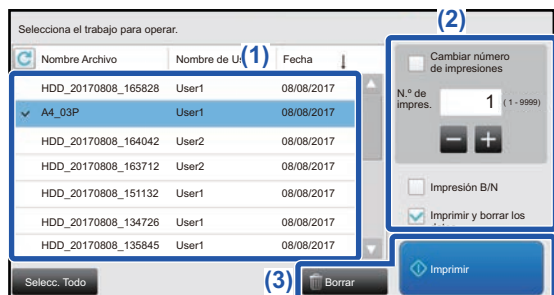 Selecciona el trabajo para operar.
(2)
Nombre Archivo Nombre de U (1) Fecha
HDD_20170808_165828 User1 08/08/2017
A4_03P User1 08/08/2017
HDD_20170808_164042 User2 08/08/2017
HDD_20170808_163712 User2 08/08/2017
HDD_20170808_151132 User1 08/08/2017
HDD_20170808_134726 User1 08/08/2017
HDD_20170808_135845 User1 08/08/2017
Cambiar número
de impresiones
N.º de
impres. 1 (1 - 9999)
Impresión B/N
Imprimir y borrar los
Selecc. Todo (3) Borrar Imprimir